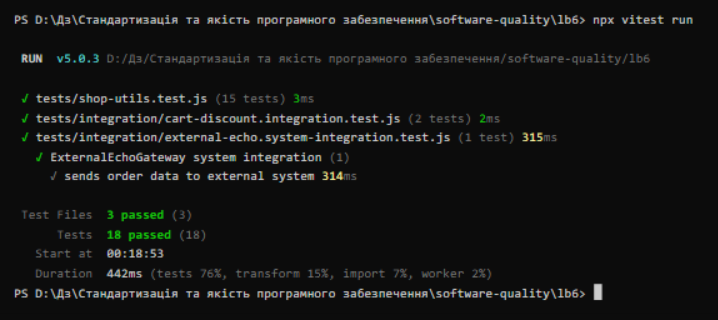 PS D:\Дз\Стандартизація та якість програмного забезпечення\software-quality\lb6> npx vitest run
RUN v5.0.3 D:/Дз/Стандартизація та якість програмного забезпечення/software-quality/lb6
✓ tests/shop-utils.test.js (15 tests) 3ms
✓ tests/integration/cart-discount.integration.test.js (2 tests) 2ms
✓ tests/integration/external-echo.system-integration.test.js (1 test) 315ms
✓ ExternalEchoGateway system integration (1)
✓ sends order data to external system 314ms
Test Files 3 passed (3)
Tests 18 passed (18)
Start at 00:18:53
Duration 442ms (tests 76%, transform 15%, import 7%, worker 2%)
PS D:\Дз\Стандартизація та якість програмного забезпечення\software-quality\lb6>